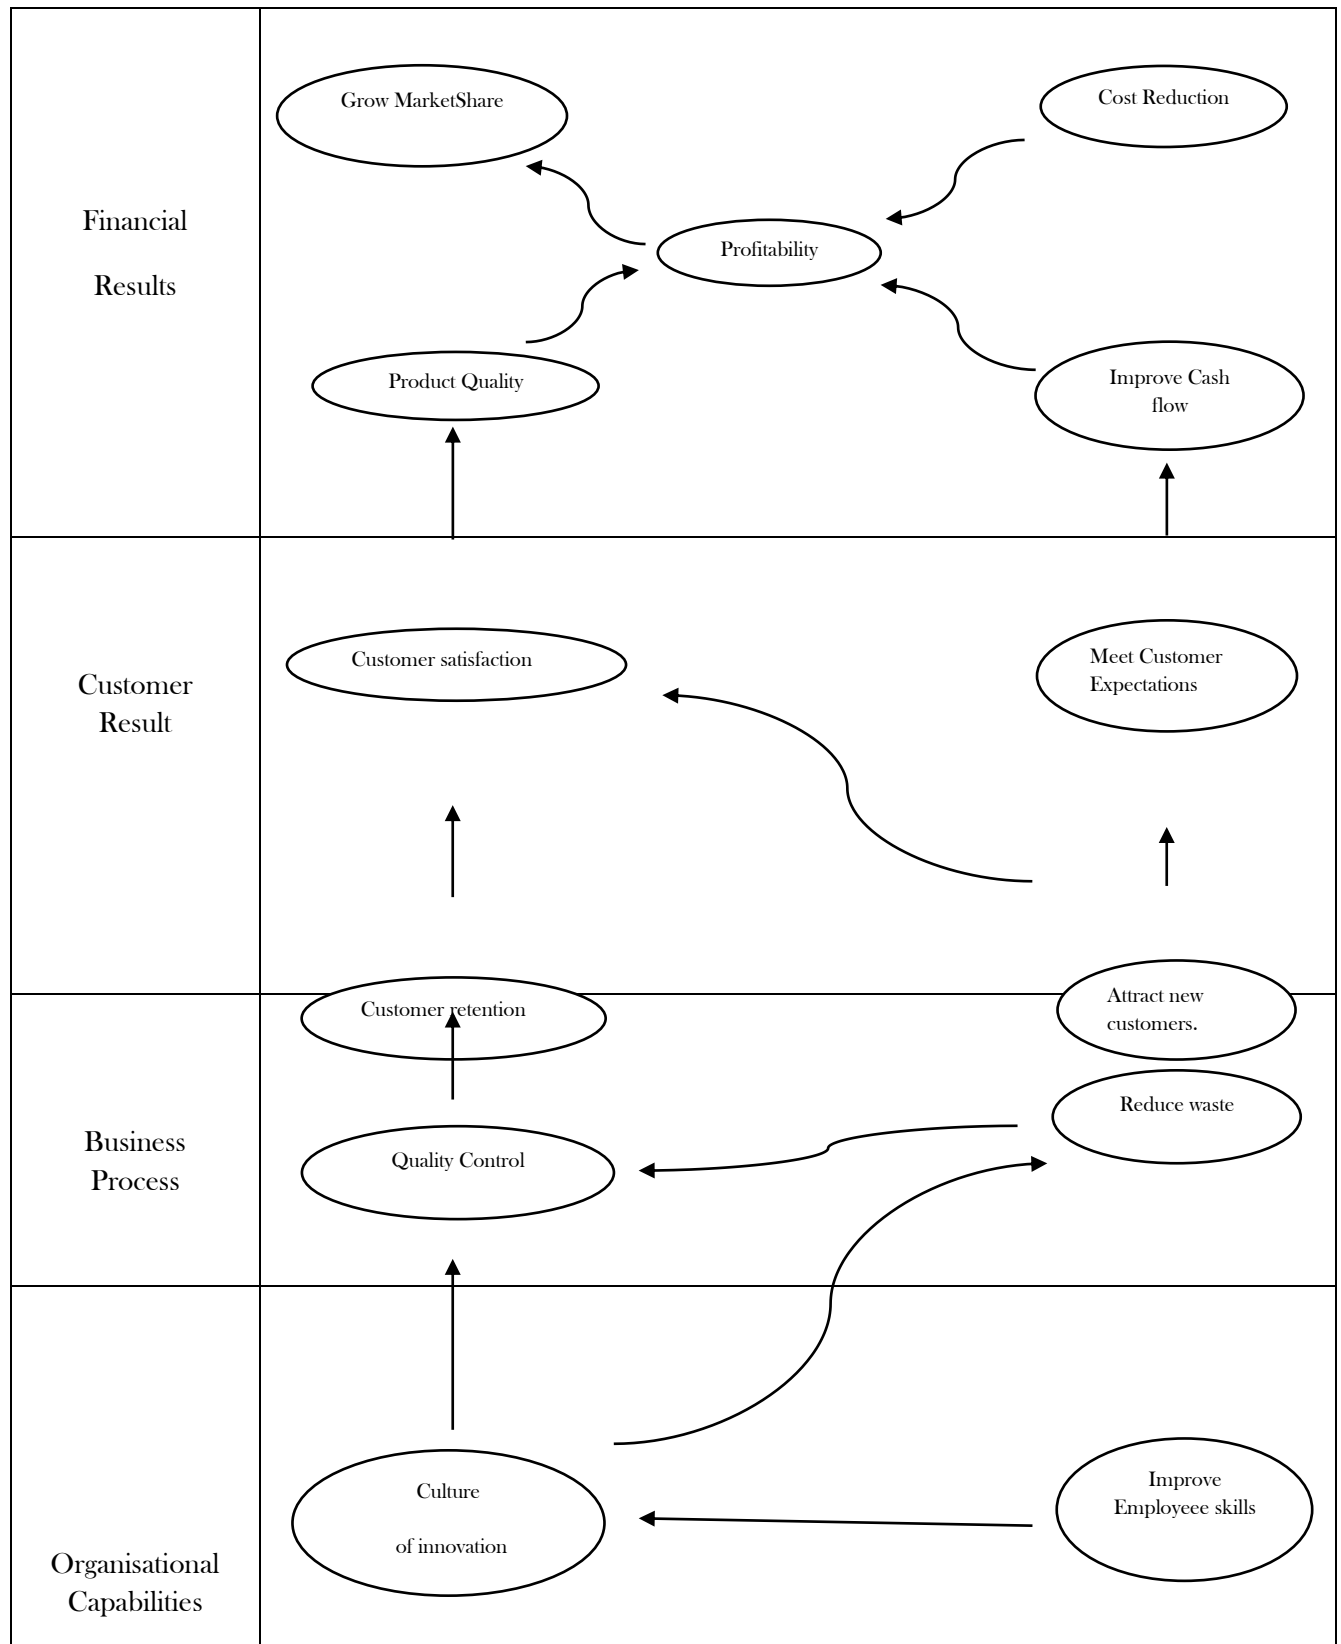 Financial
Results
Grow MarketShare
Cost Reduction
Profitability
Product Quality
Improve Cash
flow
Customer
Result
Customer satisfaction
Meet Customer
Expectations
Customer retention
Attract new
customers.
Business
Process
Reduce waste
Quality Control
Organisational
Capabilities
Culture
of innovation
Improve
Employeee skills